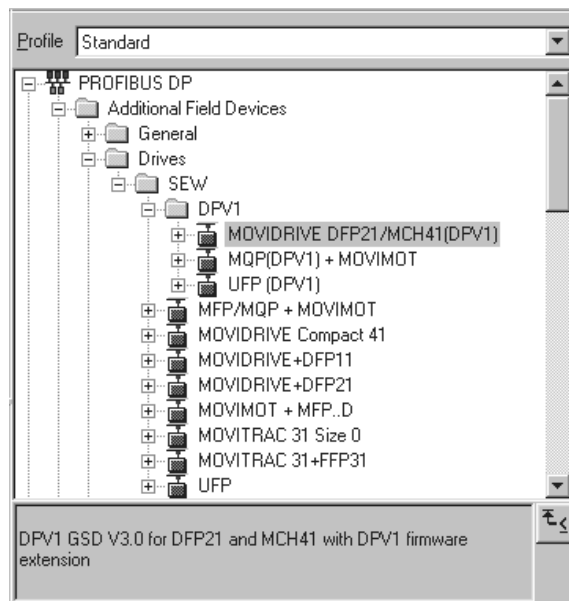 Profile Standard
PROFIBUS DP
Additional Field Devices
General
Drives
SEW
DPV1
MOVIDRIVE DFP21/MCH41(DPV1)
MQP(DPV1) + MOVIMOT
UFP (DPV1)
MFP/MQP + MOVIMOT
MOVIDRIVE Compact 41
MOVIDRIVE+DFP11
MOVIDRIVE+DFP21
MOVIMOT + MFP..D
MOVITRAC 31 Size 0
MOVITRAC 31+FFP31
UFP
DPV1 GSD V3.0 for DFP21 and MCH41 with DPV1 firmware
extension